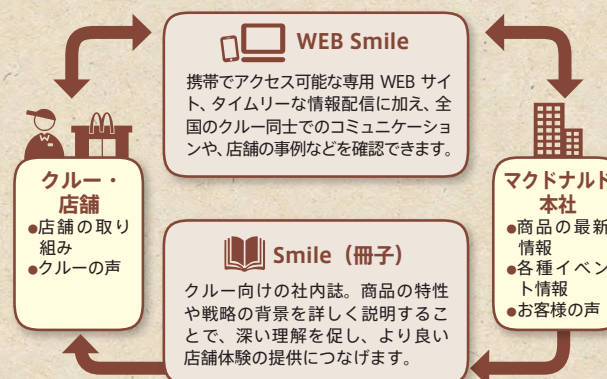 WEB Smile
携帯でアクセス可能な専用 WEB サイ
ト、タイムリーな情報配信に加え、全
国のクルー同士でのコミュニケーショ
ンや、店舗の事例などを確認できます。
クルー・
店舗
●店舗の取り
組み
●クルーの声
Smile（冊子）
クルー向けの社内誌。商品の特性
や戦略の背景を詳しく説明するこ
とで、深い理解を促し、より良い
店舗体験の提供につなげます。
マクドナルド
本社
●商品の最新
情報
●各種イベン
ト情報
●お客様の声